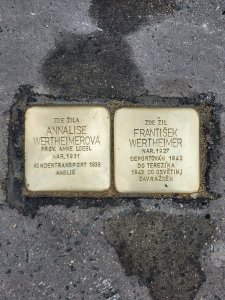 ZDE ŽILA
ANNALISE
WERTHEIMEROVÁ
PROV. ANNE LOEBL
NAR. 1931
KINDERTRANSPORT 1939
ANGLIE
ZDE ŽIL
FRANTIŠEK
WERTHEIMER
NAR. 1927
DEPORTOVÁN 1942
DO TEREZÍNA
1943 DO OSVĚTIMI
ZAVRAŽDĚN